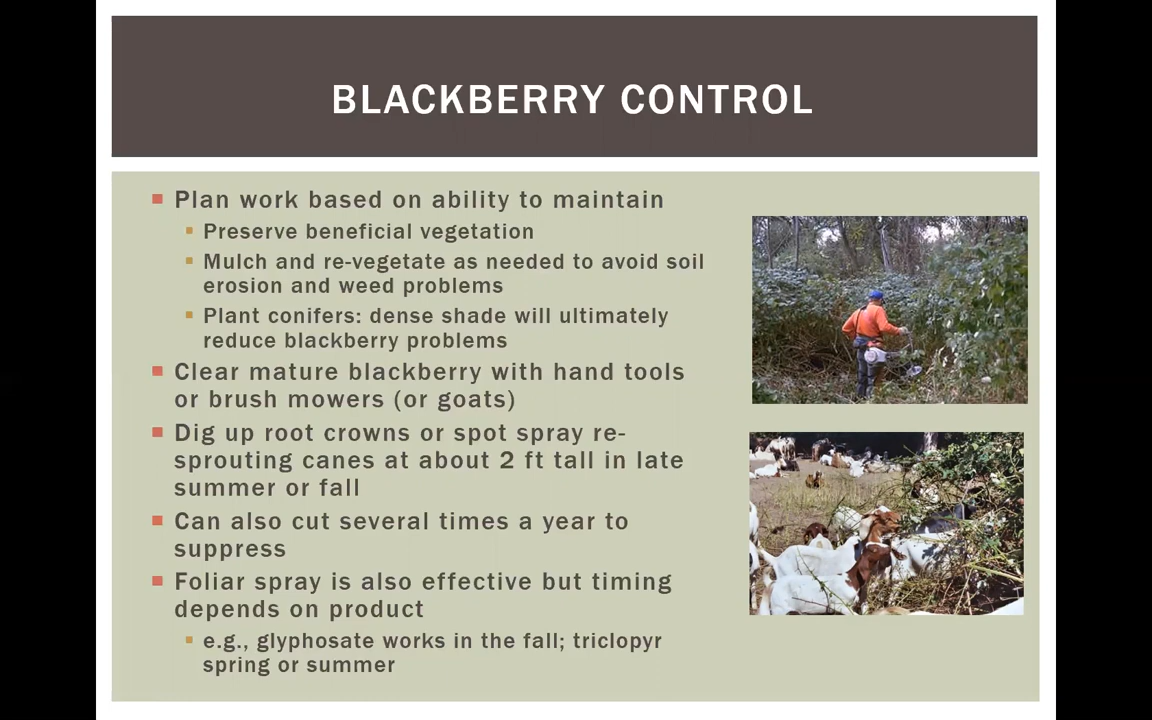 BLACKBERRY CONTROL
Plan work based on ability to maintain
Preserve beneficial vegetation
Mulch and re-vegetate as needed to avoid soil
erosion and weed problems
Plant conifers: dense shade will ultimately
reduce blackberry problems
Clear mature blackberry with hand tools
or brush mowers (or goats)
Dig up root crowns or spot spray re-
sprouting canes at about 2 ft tall in late
summer or fall
Can also cut several times a year to
suppress
Foliar spray is also effective but timing
depends on product
e.g., glyphosate works in the fall; triclopyr
spring or summer